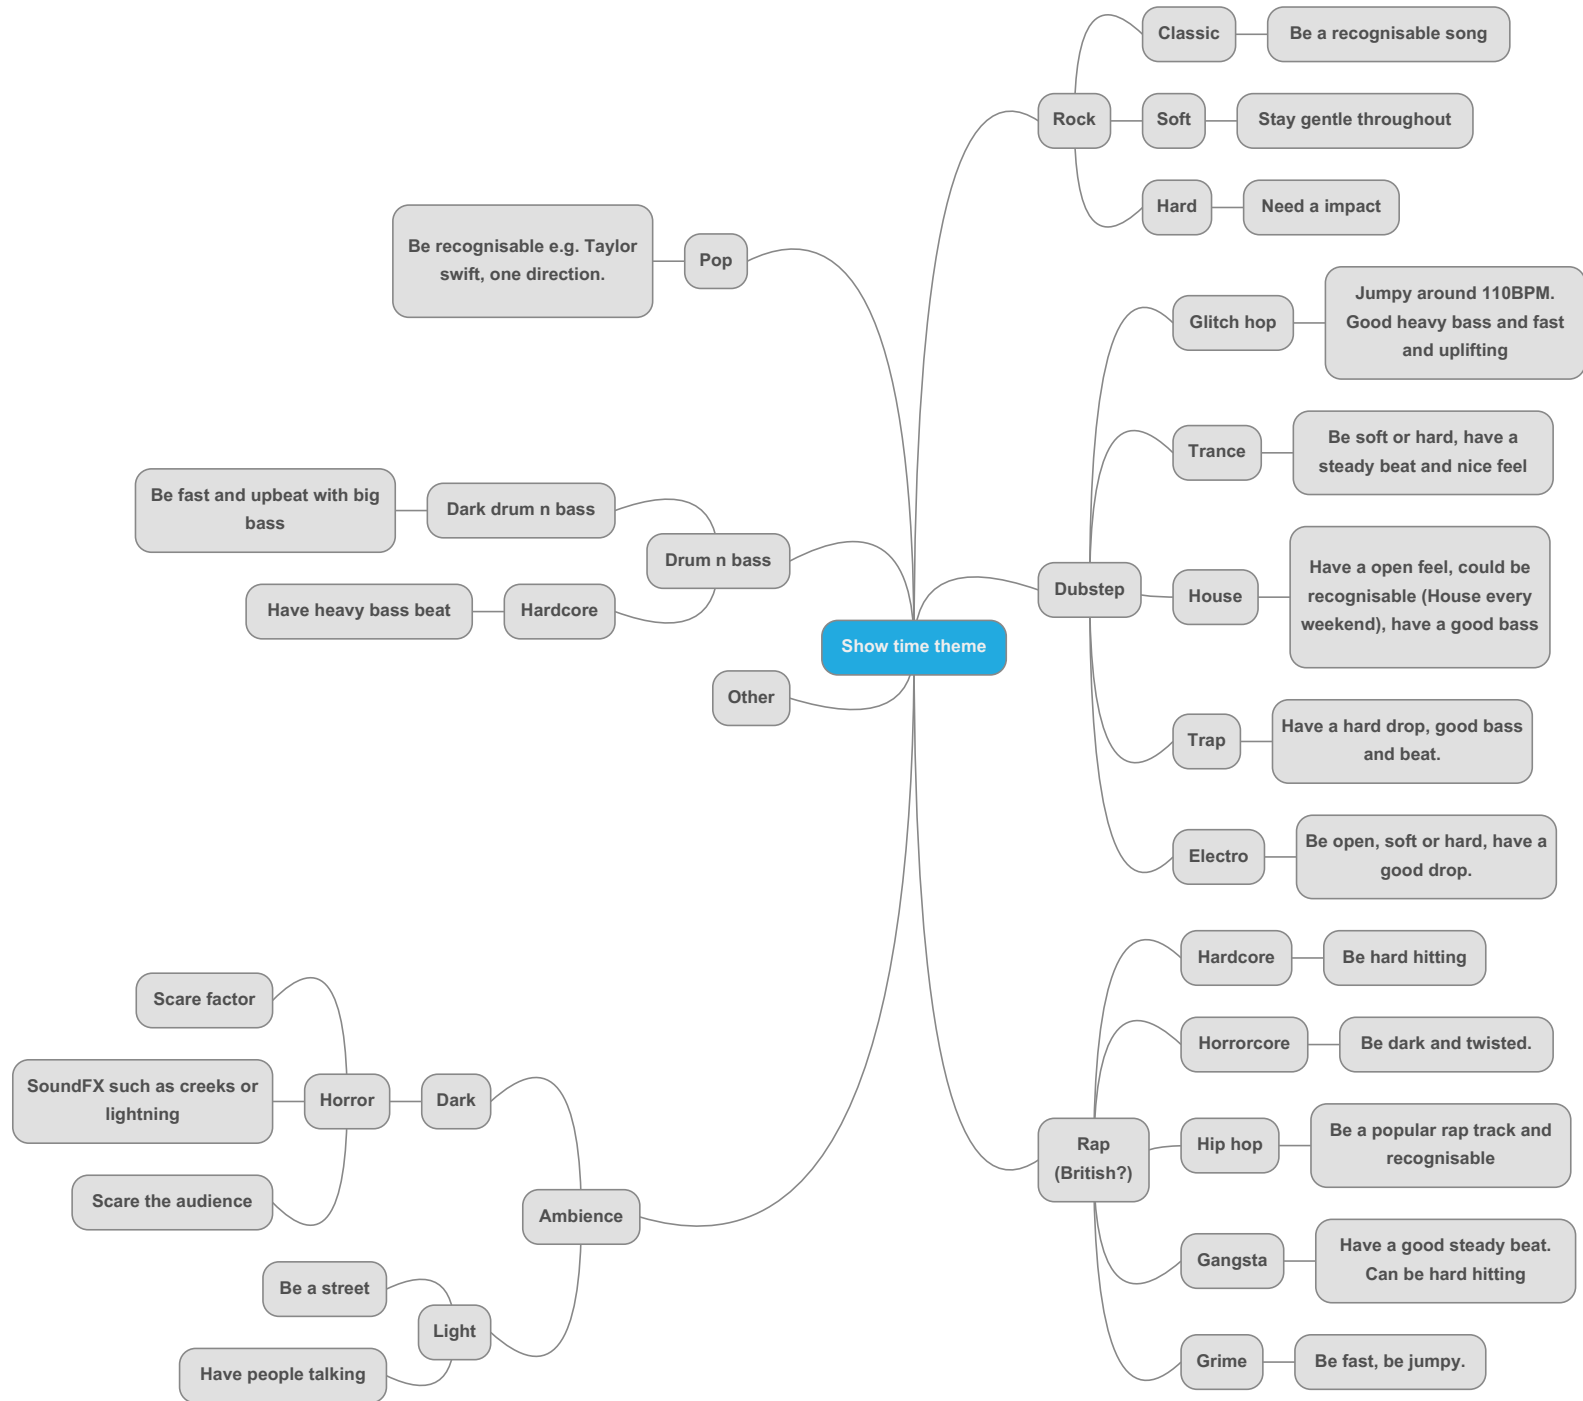 Show time theme
Rock
Classic
Be a recognisable song
Soft
Stay gentle throughout
Hard
Need a impact
Dubstep
Glitch hop
Jumpy around 110BPM.
Good heavy bass and fast
and uplifting
Trance
Be soft or hard, have a
steady beat and nice feel
House
Have a open feel, could be
recognisable (House every
weekend), have a good bass
Trap
Have a hard drop, good bass
and beat.
Electro
Be open, soft or hard, have a
good drop.
Rap
(British?)
Hardcore
Be hard hitting
Horrorcore
Be dark and twisted.
Hip hop
Be a popular rap track and
recognisable
Gangsta
Have a good steady beat.
Can be hard hitting
Grime
Be fast, be jumpy.
Pop
Be recognisable e.g. Taylor
swift, one direction.
Drum n bass
Dark drum n bass
Be fast and upbeat with big
bass
Hardcore
Have heavy bass beat
Other
Ambience
Dark
Horror
Scare factor
SoundFX such as creeks or
lightning
Scare the audience
Light
Be a street
Have people talking